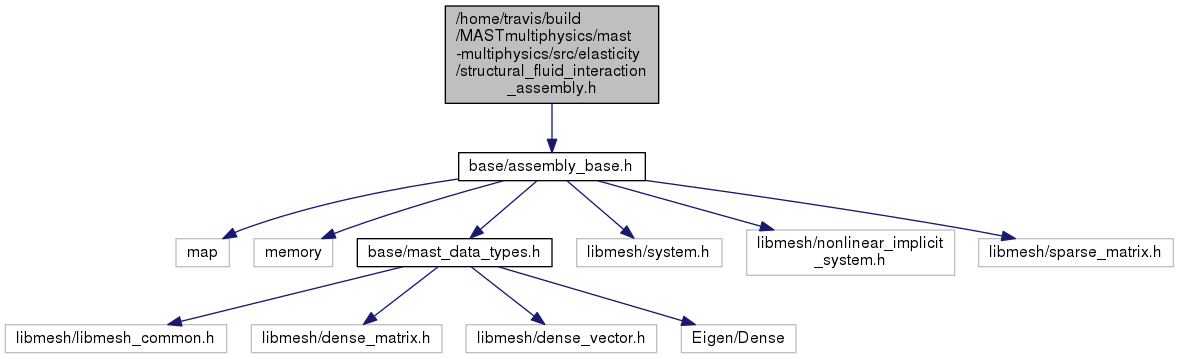 /home/travis/build
/MASTmultiphysics/mast
-multiphysics/src/elasticity
/structural_fluid_interaction
_assembly.h
base/assembly_base.h
map
memory
base/mast_data_types.h
libmesh/system.h
libmesh/nonlinear_implicit
_system.h
libmesh/sparse_matrix.h
libmesh/libmesh_common.h
libmesh/dense_matrix.h
libmesh/dense_vector.h
Eigen/Dense